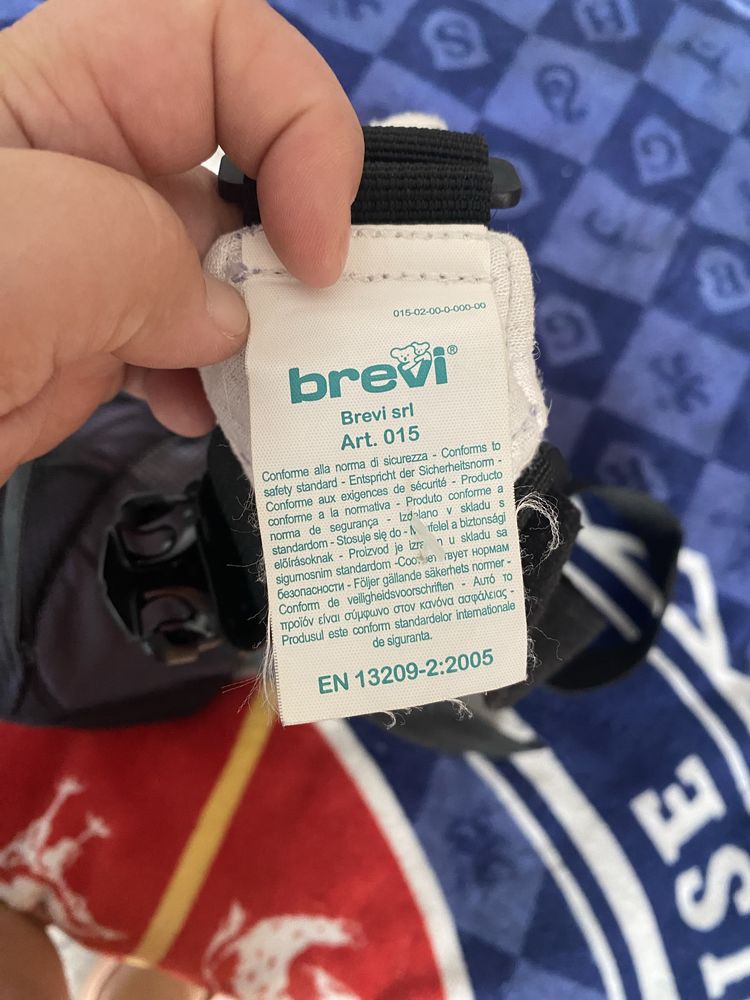 015-02-00-0-000-00
brevi®
Brevi srl
Art. 015
Conforme alla norma di sicurezza - Conforms to
safety standard - Entspricht der Sicherheitsnorm -
Conforme aux exigences de sécurité - Producto
conforme a la normativa - Produto conforme a
norma de segurança - Izdelano v skladu s
standardom - Stosuje się do - biztonsági
előírásoknak - Proizvod je u skladu sa
sigurnosnim standardom - нормам
безопасности - Följer gällande säkerhets normer -
Conform de veiligheidsvoorschriften - Αυτό το
προϊόν είναι σύμφωνο στον κανόνα ασφάλειας -
Produsul este conform standardelor internationale
de siguranta.
EN 13209-2:2005
ISE